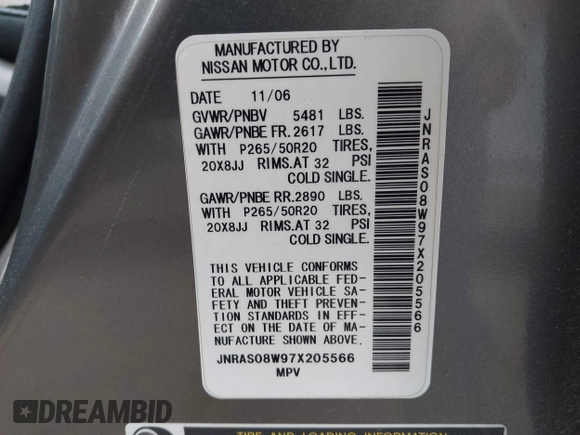 MANUFACTURED BY
NISSAN MOTOR CO.,LTD.
DATE 11/06
GVWR/PNBV 5481 LBS.
GAWR/PNBE FR. 2617 LBS.
WITH P265/50R20 TIRES,
20X8JJ RIMS.AT 32 PSI
COLD SINGLE.
GAWR/PNBE RR.2890 LBS.
WITH P265/50R20 TIRES,
20X8JJ RIMS.AT 32 PSI
COLD SINGLE.
THIS VEHICLE CONFORMS
TO ALL APPLICABLE FED-
ERAL MOTOR VEHICLE SA-
FETY AND THEFT PREVEN-
TION STANDARDS IN EFF-
ECT ON THE DATE OF MA-
NUFACTURE SHOWN ABOVE.
JNRAS08W97X205566
MPV
JNRAS08W97X205566
TIRE AND LOADING INFORMATION
DREAMBID